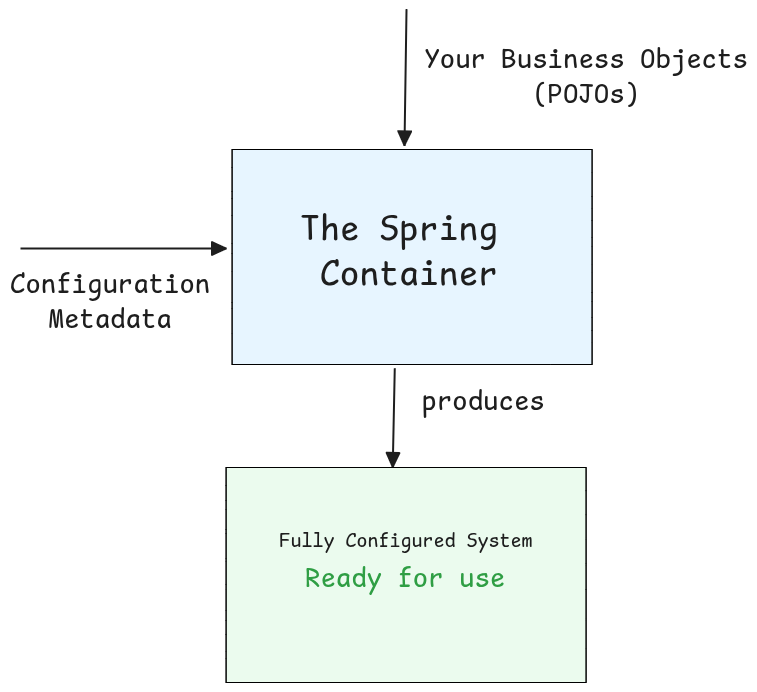 Your Business Objects
(POJOs)
The Spring
Container
Configuration
Metadata
produces
Fully Configured System
Ready for use